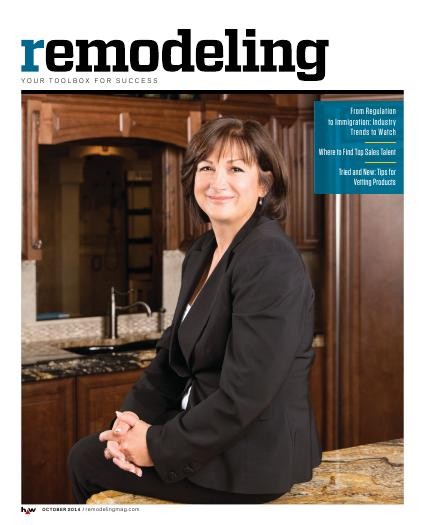 remodeling
YOUR TOOLBOX FOR SUCCESS
From Regulation
to Immigration: Industry
Trends to Watch
Where to Find Top Sales Talent
Tried and New: Tips for
Vetting Products
h▲w OCTOBER 2014 / remodelingmag.com